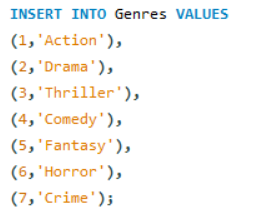 INSERT INTO Genres VALUES
(1,'Action'),
(2,'Drama'),
(3,'Thriller'),
(4,'Comedy'),
(5,'Fantasy'),
(6,'Horror'),
(7,'Crime');